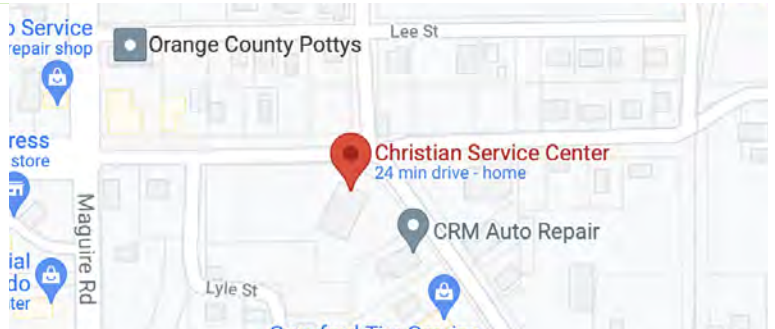 o Service
repair shop
Orange County Pottys
Lee St
ress
store
Christian Service Center
24 min drive - home
Maguire Rd
CRM Auto Repair
ial
do
ter
Lyle St